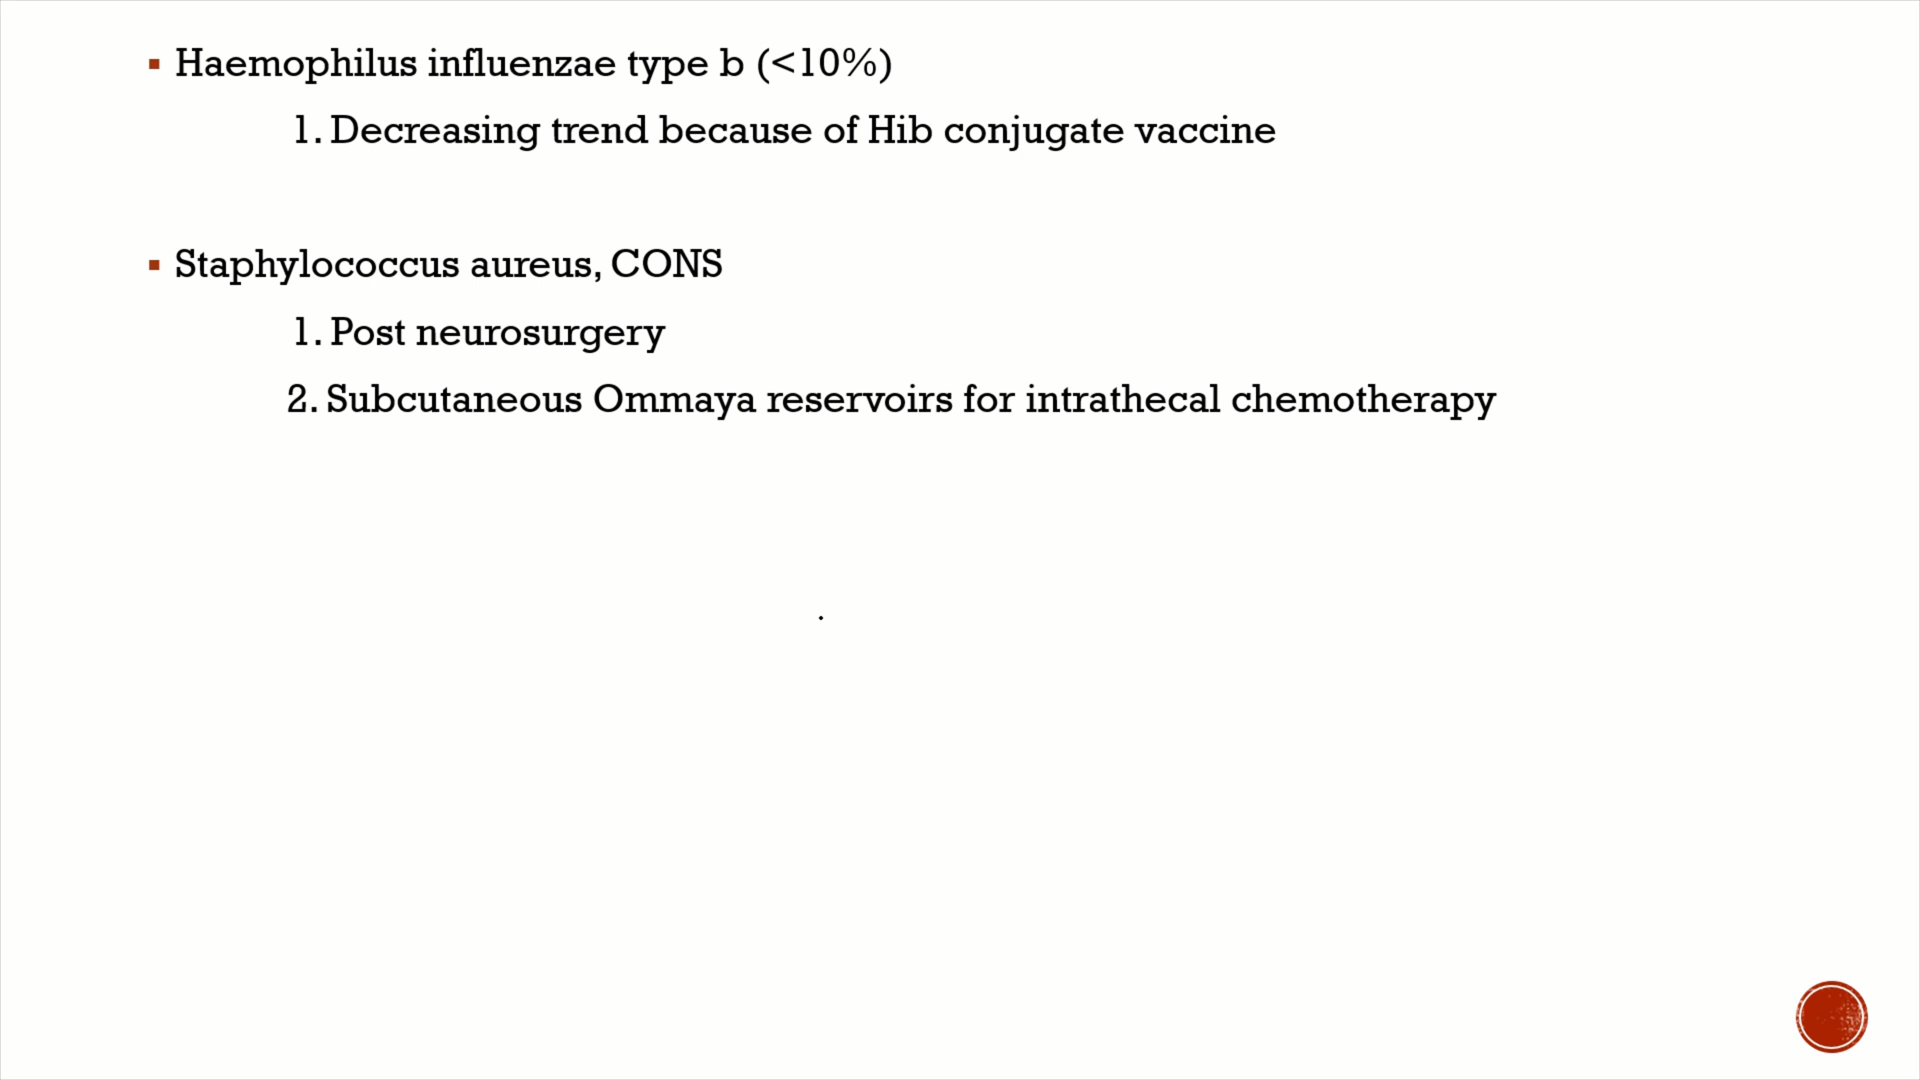 ▪ Haemophilus influenzae type b (<10%)
1. Decreasing trend because of Hib conjugate vaccine
▪ Staphylococcus aureus, CONS
1. Post neurosurgery
2. Subcutaneous Ommaya reservoirs for intrathecal chemotherapy
.